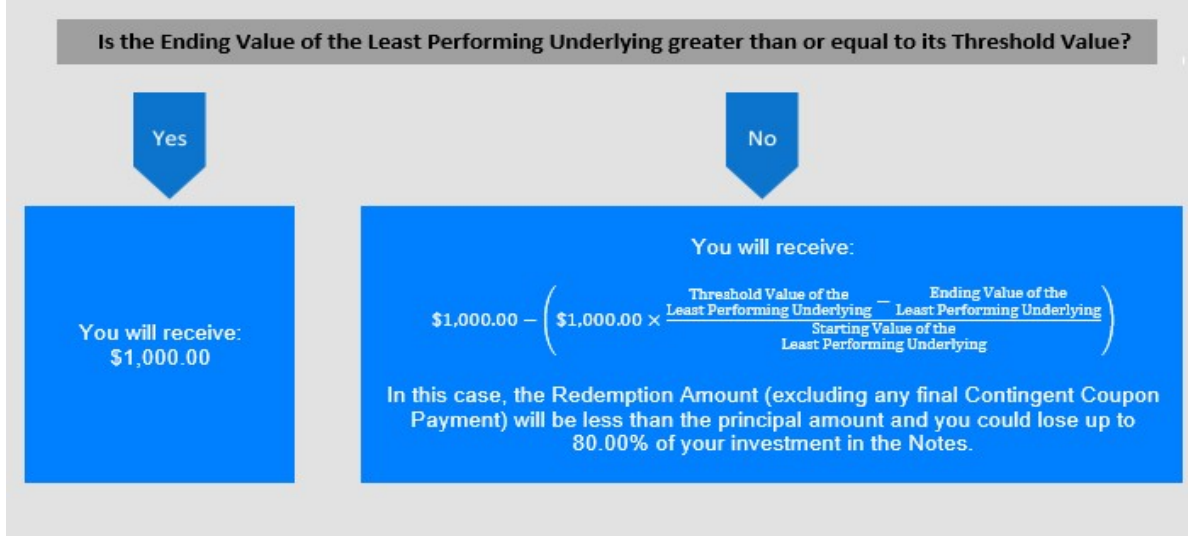 Is the Ending Value of the Least Performing Underlying greater than or equal to its Threshold Value?
Yes
No
You will receive:
$1,000.00
You will receive:
$1,000.00 − ($1,000.00 × (Threshold Value of the Least Performing Underlying − Ending Value of the Least Performing Underlying) / Starting Value of the Least Performing Underlying)
In this case, the Redemption Amount (excluding any final Contingent Coupon
Payment) will be less than the principal amount and you could lose up to
80.00% of your investment in the Notes.